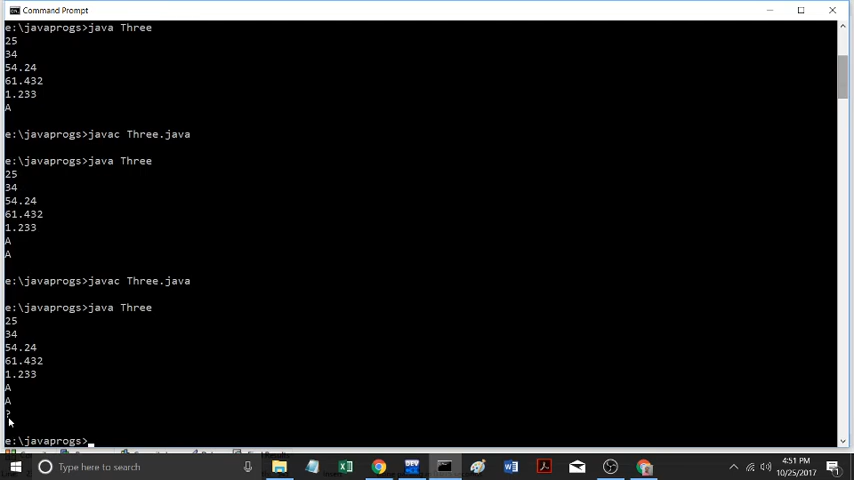 Command Prompt
e:\javaprogs>java Three
25
34
54.24
61.432
1.233
A
e:\javaprogs>javac Three.java
e:\javaprogs>java Three
25
34
54.24
61.432
1.233
A
A
e:\javaprogs>javac Three.java
e:\javaprogs>java Three
25
34
54.24
61.432
1.233
A
A
?
e:\javaprogs>
Type here to search
4:51 PM
10/25/2017